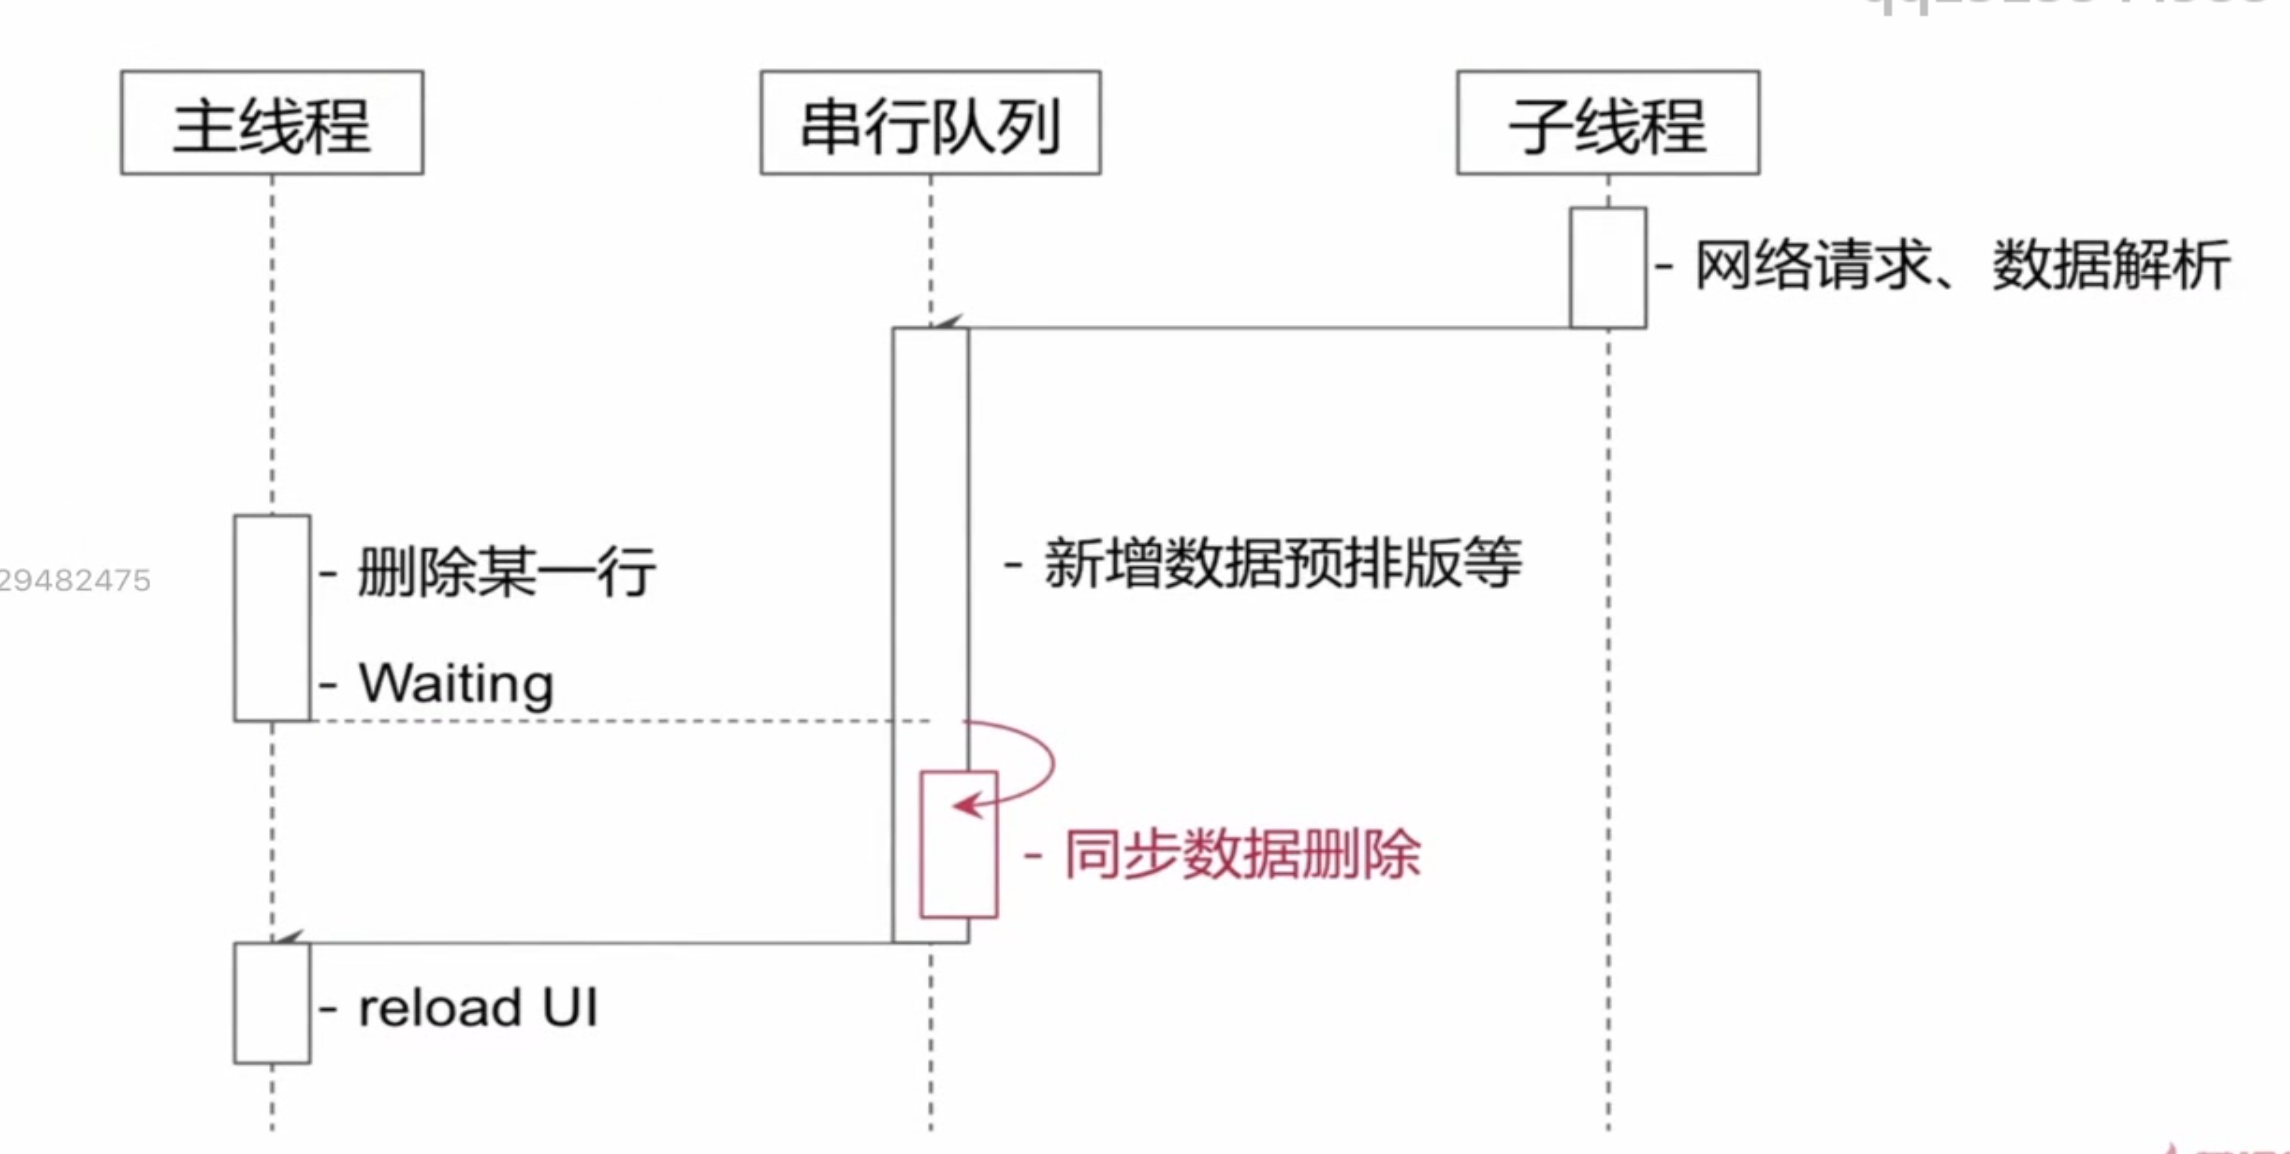 主线程
串行队列
子线程
- 网络请求、数据解析
- 删除某一行
29482475
- 新增数据预排版等
- Waiting
- 同步数据删除
- reload UI